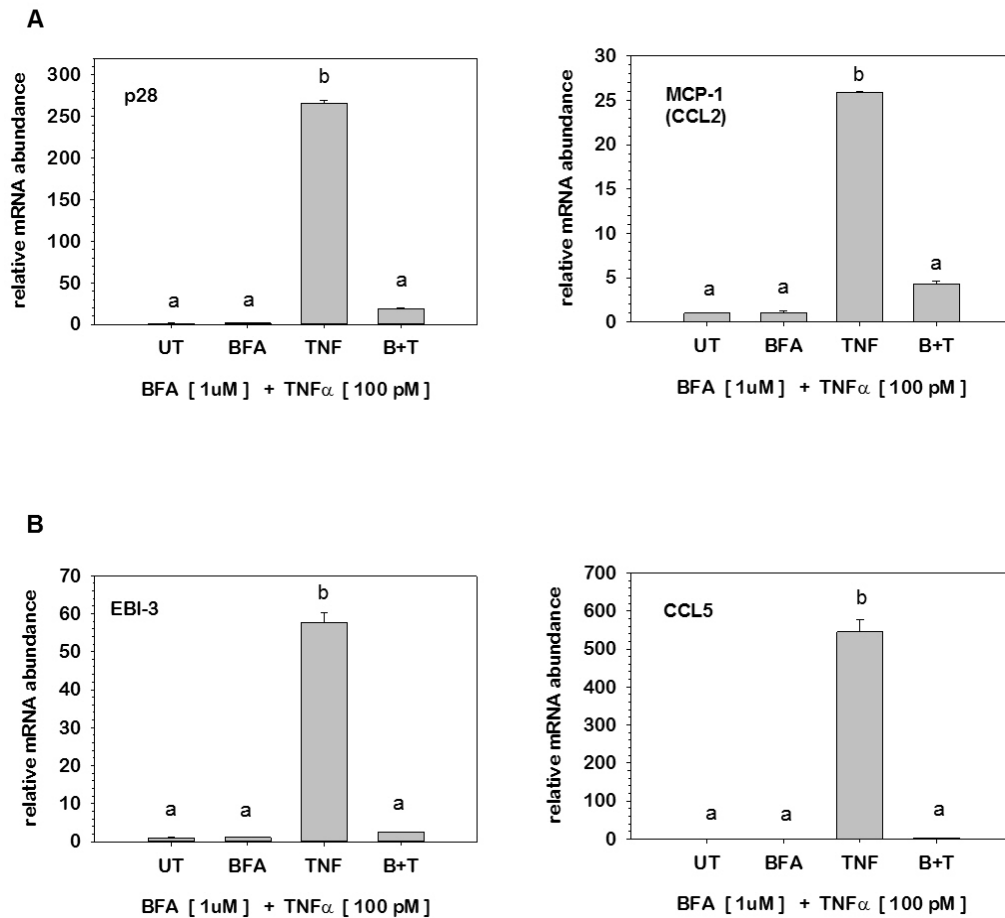 A
relative mRNA abundance
300
250
200
150
100
50
0
p28
a
a
b
a
UT BFA TNF B+T
BFA [ 1uM ] + TNFα [ 100 pM ]
relative mRNA abundance
30
25
20
15
10
5
0
MCP-1
(CCL2)
a
a
b
a
UT BFA TNF B+T
BFA [ 1uM ] + TNFα [ 100 pM ]
B
relative mRNA abundance
70
60
50
40
30
20
10
0
EBI-3
a
a
b
a
UT BFA TNF B+T
BFA [ 1uM ] + TNFα [ 100 pM ]
relative mRNA abundance
700
600
500
400
300
200
100
0
CCL5
a
a
b
a
UT BFA TNF B+T
BFA [ 1uM ] + TNFα [ 100 pM ]